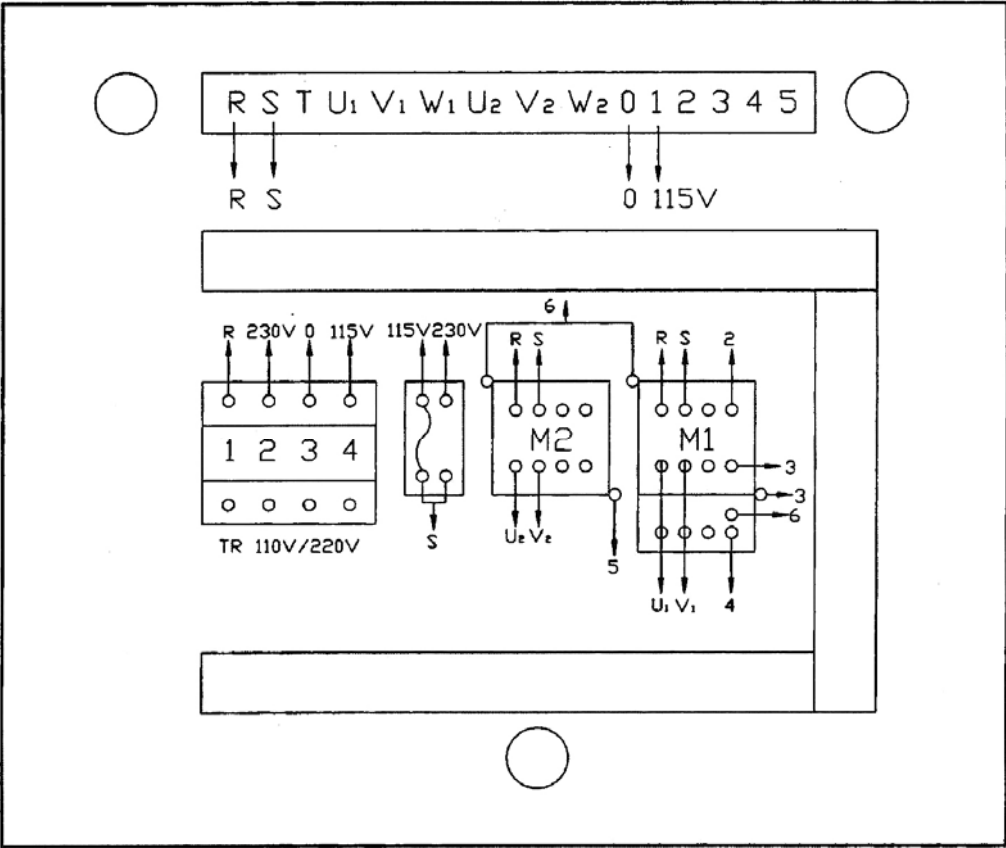 R S T U1 V1 W1 U2 V2 W2 0 1 2 3 4 5
R S 0 115V
6
R 230V 0 115V 115V 230V R S R S 2
1 2 3 4 M2 M1
3
3
6
TR 110V/220V S U2 V2
5
U1 V1 4